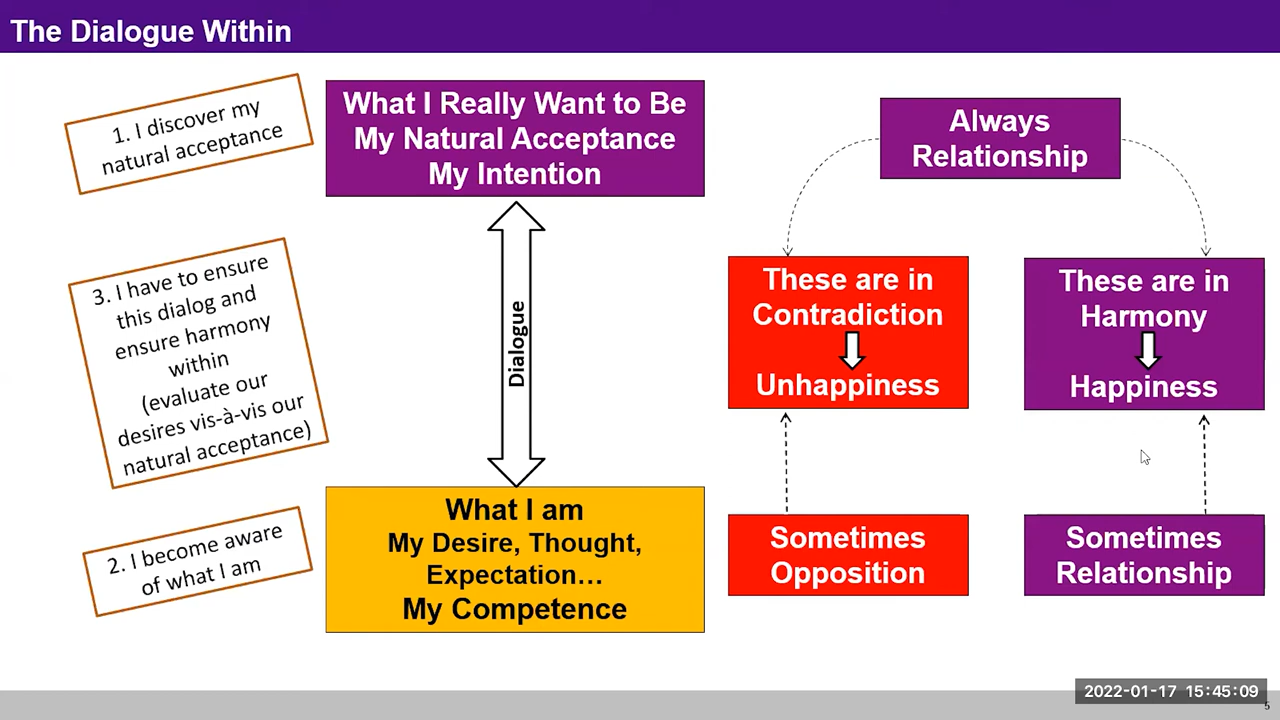 The Dialogue Within
1. I discover my
natural acceptance
What I Really Want to Be
My Natural Acceptance
My Intention
Always
Relationship
3. I have to ensure
this dialog and
ensure harmony
within
(evaluate our
desires vis-à-vis our
natural acceptance)
Dialogue
These are in
Contradiction
Unhappiness
These are in
Harmony
Happiness
2. I become aware
of what I am
What I am
My Desire, Thought,
Expectation…
My Competence
Sometimes
Opposition
Sometimes
Relationship
2022-01-17 15:45:09
5